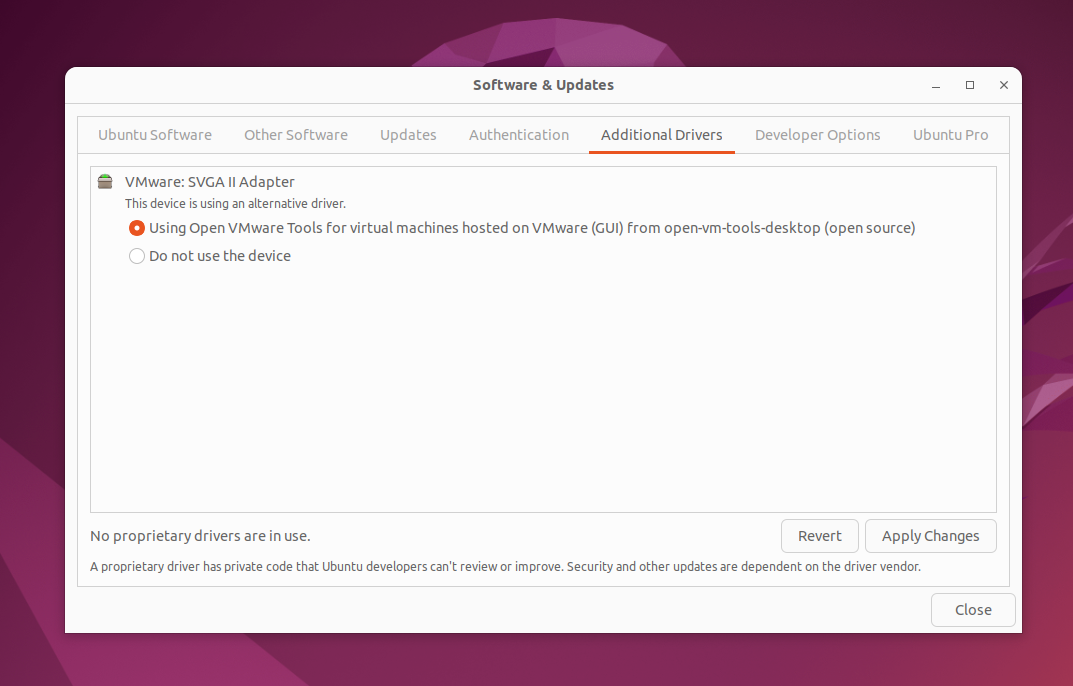 Software & Updates
Ubuntu Software Other Software Updates Authentication Additional Drivers Developer Options Ubuntu Pro
VMware: SVGA II Adapter
This device is using an alternative driver.
Using Open VMware Tools for virtual machines hosted on VMware (GUI) from open-vm-tools-desktop (open source)
Do not use the device
No proprietary drivers are in use. Revert Apply Changes
A proprietary driver has private code that Ubuntu developers can't review or improve. Security and other updates are dependent on the driver vendor.
Close